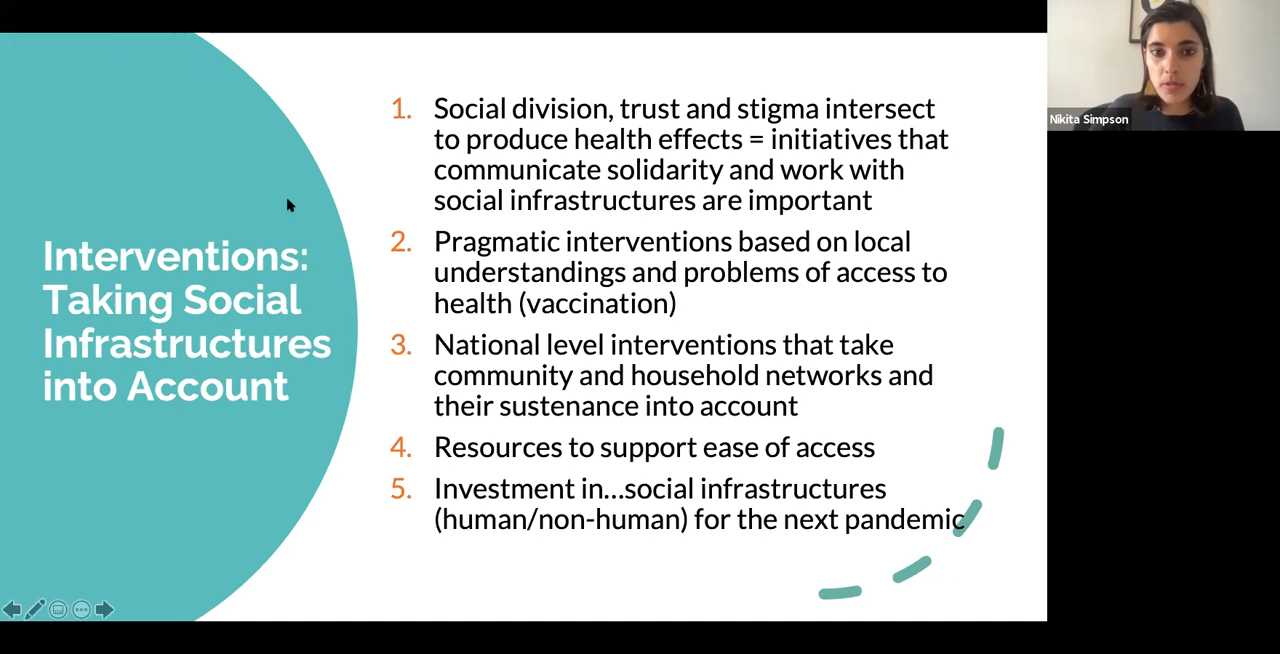 Interventions:
Taking Social
Infrastructures
into Account
1. Social division, trust and stigma intersect
to produce health effects = initiatives that
communicate solidarity and work with
social infrastructures are important
2. Pragmatic interventions based on local
understandings and problems of access to
health (vaccination)
3. National level interventions that take
community and household networks and
their sustenance into account
4. Resources to support ease of access
5. Investment in...social infrastructures
(human/non-human) for the next pandemic
Nikita Simpson